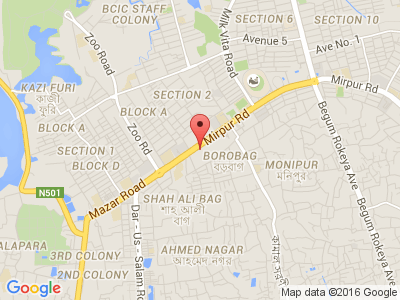 BCIC STAFF
COLONY
Zoo Road
Milk Vita Road
SECTION 6
SECTION 10
Avenue 5
Ave No. 1
Mirpur Rd
KAZI FURI
কাজী
ফুরি
SECTION 2
BLOCK A
BLOCK A
Zoo Rd
Mirpur Rd
Begum Rokeya Ave
SECTION 1
BLOCK D
BOROBAG
বড়বাগ
MONIPUR
মনিপুর
N501
Mazar Road
SHAH ALI BAG
শাহ আলী
বাগ
Dar - Us - Salam Ro
Begum Rokeya Ave
ALAPARA
3RD COLONY
2ND COLONY
AHMED NAGAR
আহমেদ নগর
Google
Map data ©2016 Google